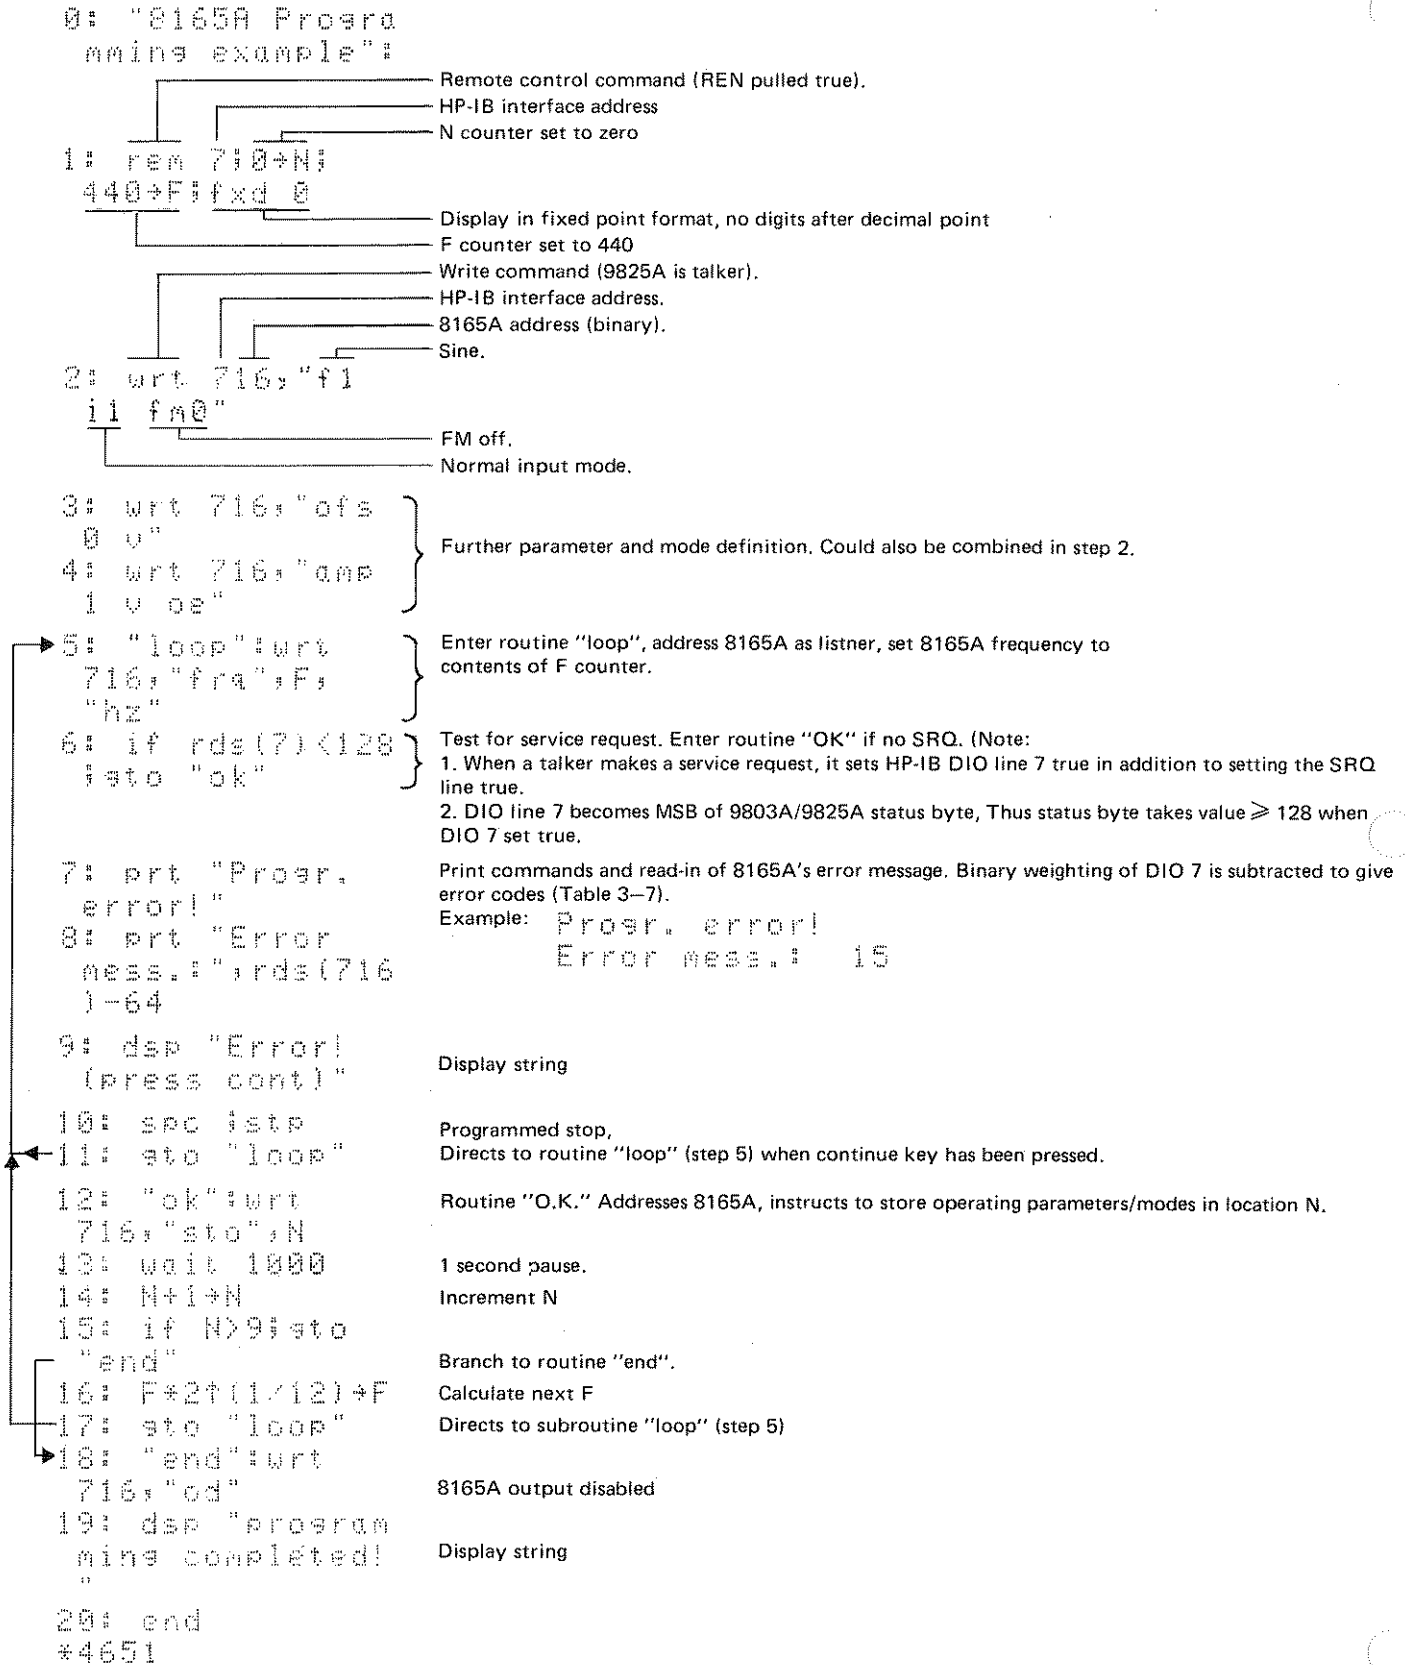 0: "8165A Progra
mming example":
Remote control command (REN pulled true).
HP-IB interface address
N counter set to zero
1: rem 7;0→N;
440→F;fxd 0
Display in fixed point format, no digits after decimal point
F counter set to 440
Write command (9825A is talker).
HP-IB interface address.
8165A address (binary).
Sine.
2: wrt 716,"f1
i1 fm0"
FM off.
Normal input mode.
3: wrt 716,"ofs
0 v"
4: wrt 716,"amp
1 v oe"
Further parameter and mode definition. Could also be combined in step 2.
5: "loop":wrt
716,"frq",F,
"hz"
Enter routine "loop", address 8165A as listner, set 8165A frequency to
contents of F counter.
6: if rds(7)<128
;gto "ok"
Test for service request. Enter routine "OK" if no SRQ. (Note:
1. When a talker makes a service request, it sets HP-IB DIO line 7 true in addition to setting the SRQ
line true.
2. DIO line 7 becomes MSB of 9803A/9825A status byte, Thus status byte takes value ⩾ 128 when
DIO 7 set true.
7: prt "Progr.
error!"
8: prt "Error
mess.:",rds(716
)-64
Print commands and read-in of 8165A's error message. Binary weighting of DIO 7 is subtracted to give
error codes (Table 3–7).
Example: Progr. error!
Error mess.: 15
9: dsp "Error!
(press cont)"
Display string
10: spc ;stp
Programmed stop,
11: gto "loop"
Directs to routine "loop" (step 5) when continue key has been pressed.
12: "ok":wrt
716,"sto",N
Routine "O.K." Addresses 8165A, instructs to store operating parameters/modes in location N.
13: wait 1000
1 second pause.
14: N+1→N
Increment N
15: if N>9;gto
"end"
Branch to routine "end".
16: F*2↑(1/12)→F
Calculate next F
17: gto "loop"
Directs to subroutine "loop" (step 5)
18: "end":wrt
716,"od"
8165A output disabled
19: dsp "program
ming completed!
"
Display string
20: end
*4651